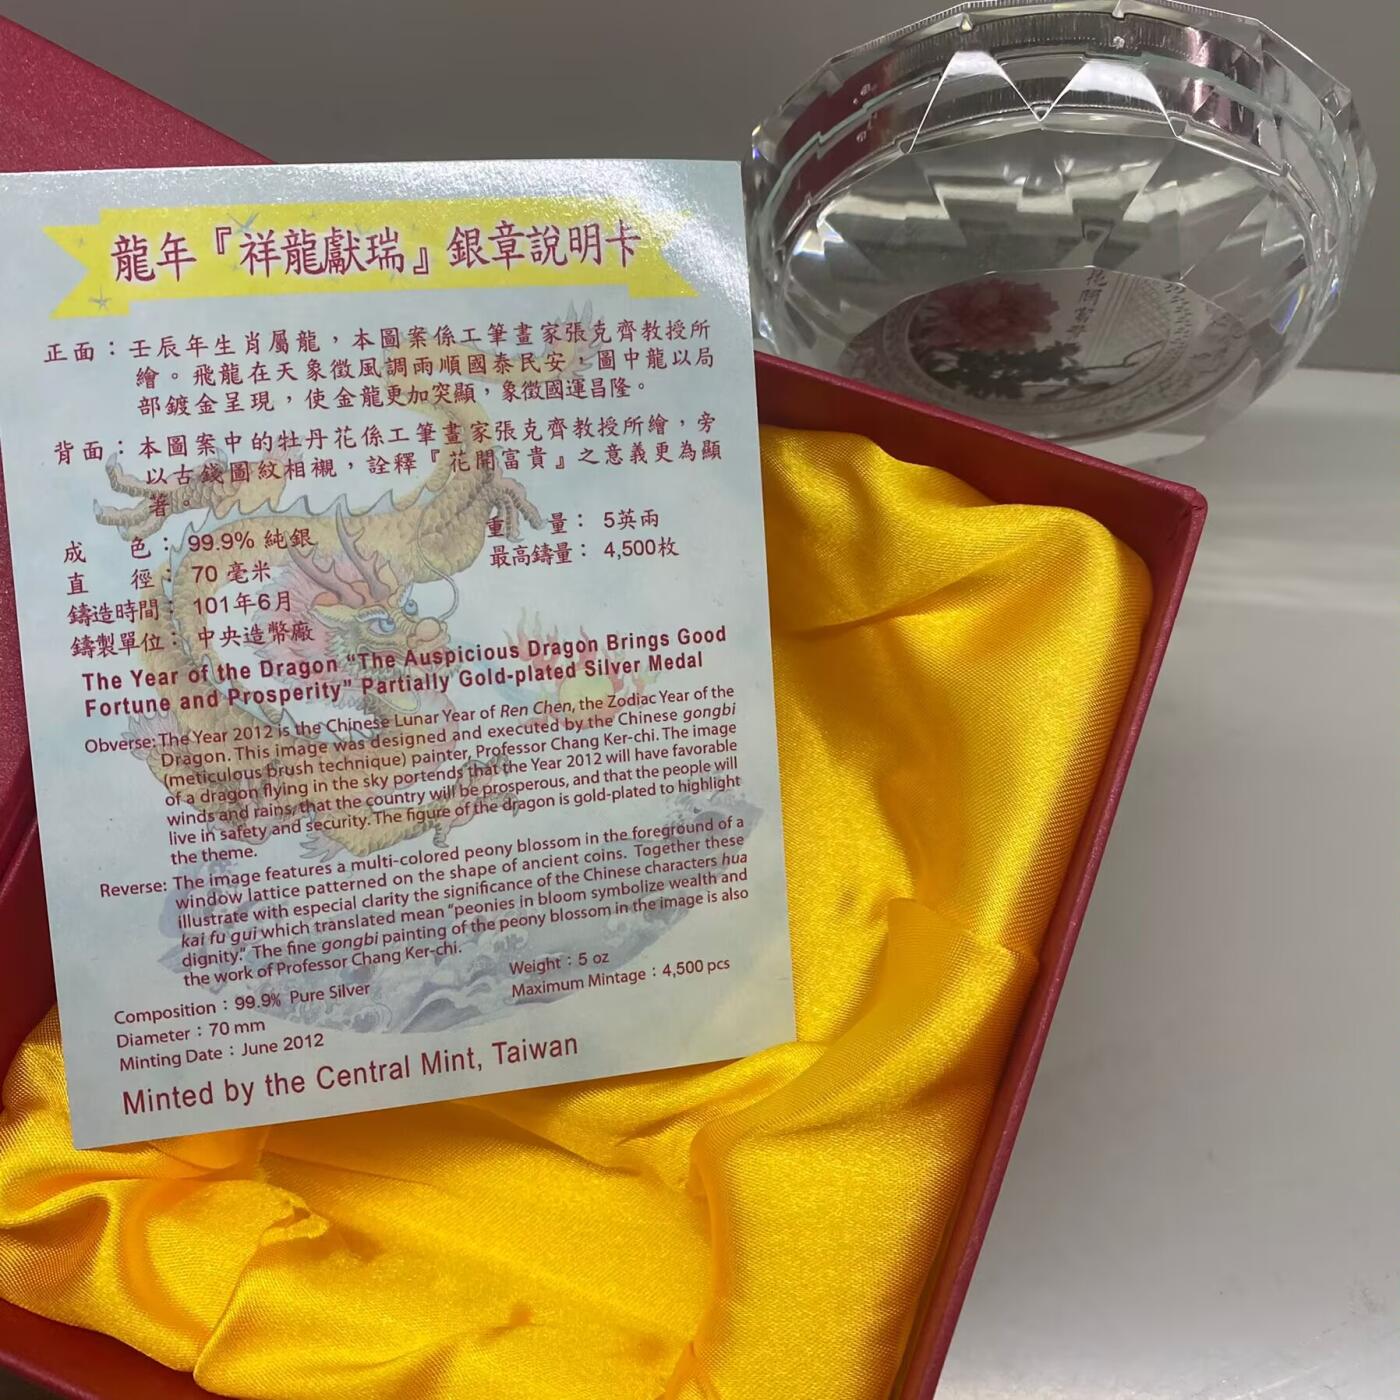 龍年『祥龍獻瑞』銀章說明卡
正面：壬辰年生肖屬龍，本圖案係工筆畫家張克齊教授所
繪。飛龍在天象徵風調雨順國泰民安；圖中龍以局
部鍍金呈現，使金龍更加突顯，象徵國運昌隆。
背面：本圖案中的牡丹花係工筆畫家張克齊教授所繪，旁
以古錢圖紋相襯，詮釋『花開富貴』之意義更為顯
著。
成色：99.9% 純銀
重量：5英兩
直徑：70 毫米
最高鑄量：4,500枚
鑄造時間：101年6月
鑄製單位：中央造幣廠
The Year of the Dragon "The Auspicious Dragon Brings Good
Fortune and Prosperity" Partially Gold-plated Silver Medal
Obverse: The Year 2012 is the Chinese Lunar Year of Ren Chen, the Zodiac Year of the
Dragon. This image was designed and executed by the Chinese gongbi
(meticulous brush technique) painter, Professor Chang Ker-chi. The image
of a dragon flying in the sky portends that the Year 2012 will have favorable
winds and rains, that the country will be prosperous, and that the people will
live in safety and security. The figure of the dragon is gold-plated to highlight
the theme.
Reverse: The image features a multi-colored peony blossom in the foreground of a
window lattice patterned on the shape of ancient coins. Together these
illustrate with especial clarity the significance of the Chinese characters hua
kai fu gui which translated mean "peonies in bloom symbolize wealth and
dignity." The fine gongbi painting of the peony blossom in the image is also
the work of Professor Chang Ker-chi.
Composition：99.9% Pure Silver
Weight：5 oz
Diameter：70 mm
Maximum Mintage：4,500 pcs
Minting Date：June 2012
Minted by the Central Mint, Taiwan
花開富貴